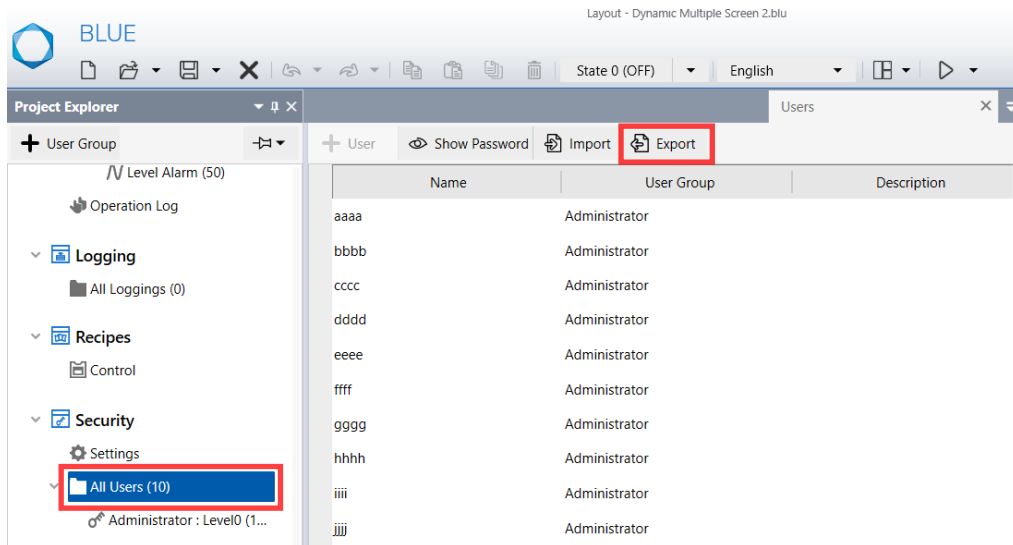 Layout - Dynamic Multiple Screen 2.blu
BLUE
State 0 (OFF) English
Project Explorer
User Group
Level Alarm (50)
Operation Log
Logging
All Loggings (0)
Recipes
Control
Security
Settings
All Users (10)
Administrator : Level0 (1...
Users
User Show Password Import Export
Name User Group Description
aaaa Administrator
bbbb Administrator
cccc Administrator
dddd Administrator
eeee Administrator
ffff Administrator
gggg Administrator
hhhh Administrator
iiii Administrator
jjjj Administrator